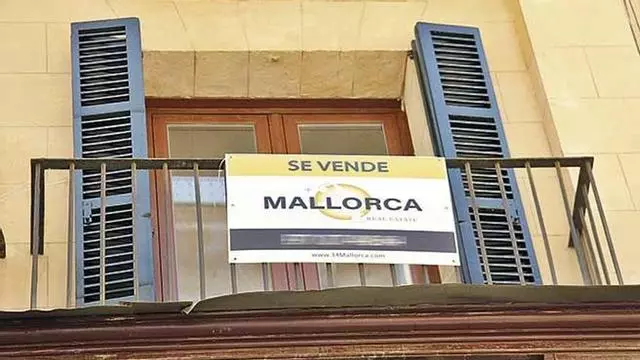 SE VENDE
MALLORCA
REAL ESTATE
www.34Mallorca.com